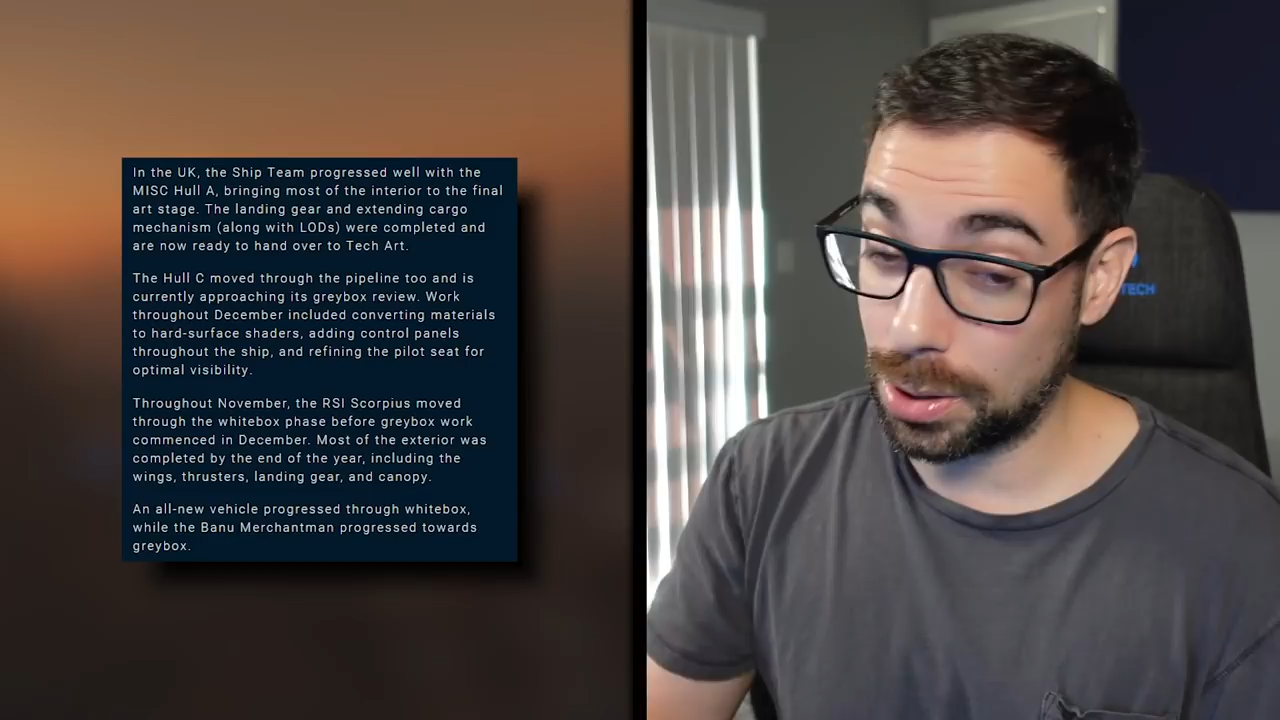 In the UK, the Ship Team progressed well with the
MISC Hull A, bringing most of the interior to the final
art stage. The landing gear and extending cargo
mechanism (along with LODs) were completed and
are now ready to hand over to Tech Art.
The Hull C moved through the pipeline too and is
currently approaching its greybox review. Work
throughout December included converting materials
to hard-surface shaders, adding control panels
throughout the ship, and refining the pilot seat for
optimal visibility.
Throughout November, the RSI Scorpius moved
through the whitebox phase before greybox work
commenced in December. Most of the exterior was
completed by the end of the year, including the
wings, thrusters, landing gear, and canopy.
An all-new vehicle progressed through whitebox,
while the Banu Merchantman progressed towards
greybox.
TECH